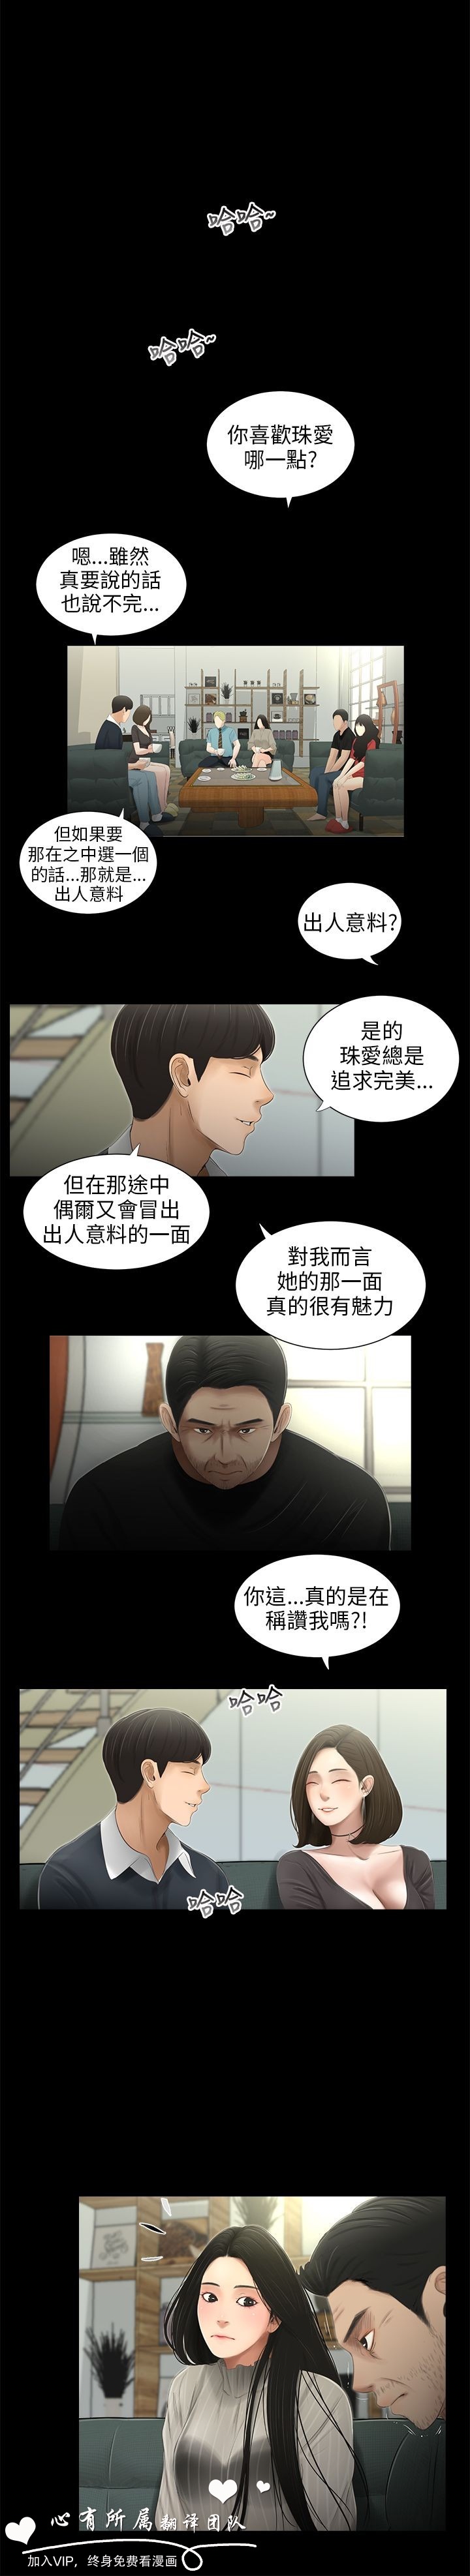 哈哈~
哈哈~
你喜歡珠愛
哪一點?
嗯...雖然
真要說的話
也說不完...
但如果要
那在之中選一個
的話...那就是...
出人意料
出人意料?
是的
珠愛總是
追求完美...
但在那途中
偶爾又會冒出
出人意料的一面
對我而言
她的那一面
真的很有魅力
你這...真的是在
稱讚我嗎?!
哈哈
哈哈
心有所属翻译团队
加入VIP，终身免费看漫画